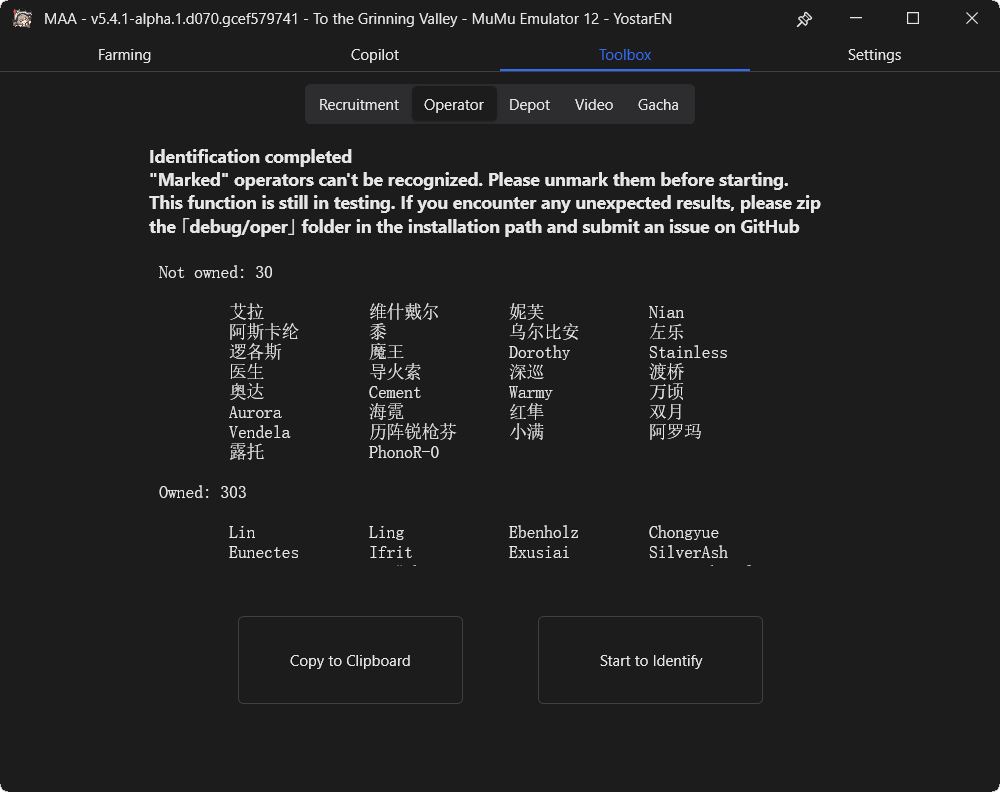 MAA - v5.4.1-alpha.1.d070.gcef579741 - To the Grinning Valley - MuMu Emulator 12 - YostarEN
Farming Copilot Toolbox Settings
Recruitment Operator Depot Video Gacha
Identification completed
"Marked" operators can't be recognized. Please unmark them before starting.
This function is still in testing. If you encounter any unexpected results, please zip
the「debug/oper」folder in the installation path and submit an issue on GitHub
Not owned: 30
艾拉 维什戴尔 妮芙 Nian
阿斯卡纶 黍 乌尔比安 左乐
逻各斯 魔王 Dorothy Stainless
医生 导火索 深巡 渡桥
奥达 Cement Warmy 万顷
Aurora 海霓 红隼 双月
Vendela 历阵锐枪芬 小满 阿罗玛
露托 PhonoR-0
Owned: 303
Lin Ling Ebenholz Chongyue
Eunectes Ifrit Exusiai SilverAsh
Copy to Clipboard Start to Identify